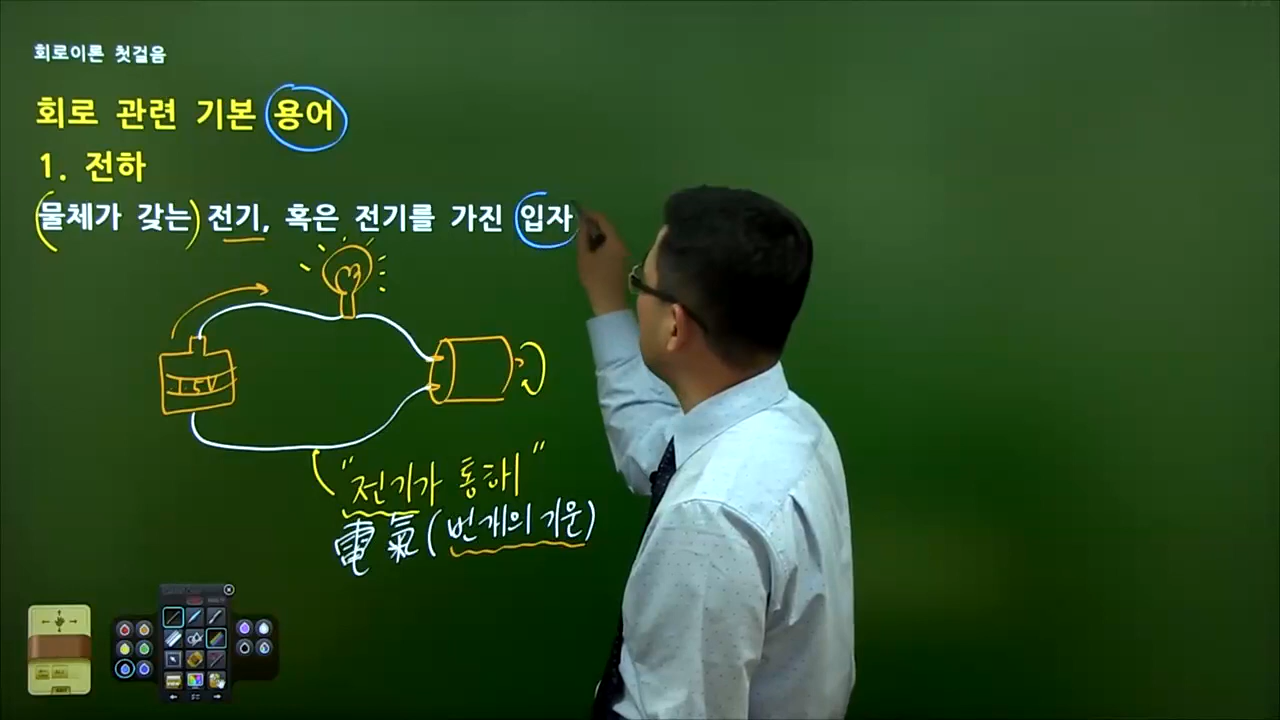 회로이론 첫걸음
회로 관련 기본 용어
1. 전하
(물체가 갖는) 전기, 혹은 전기를 가진 입자
1.5V
"전기가 통해"
電氣(번개의 기운)